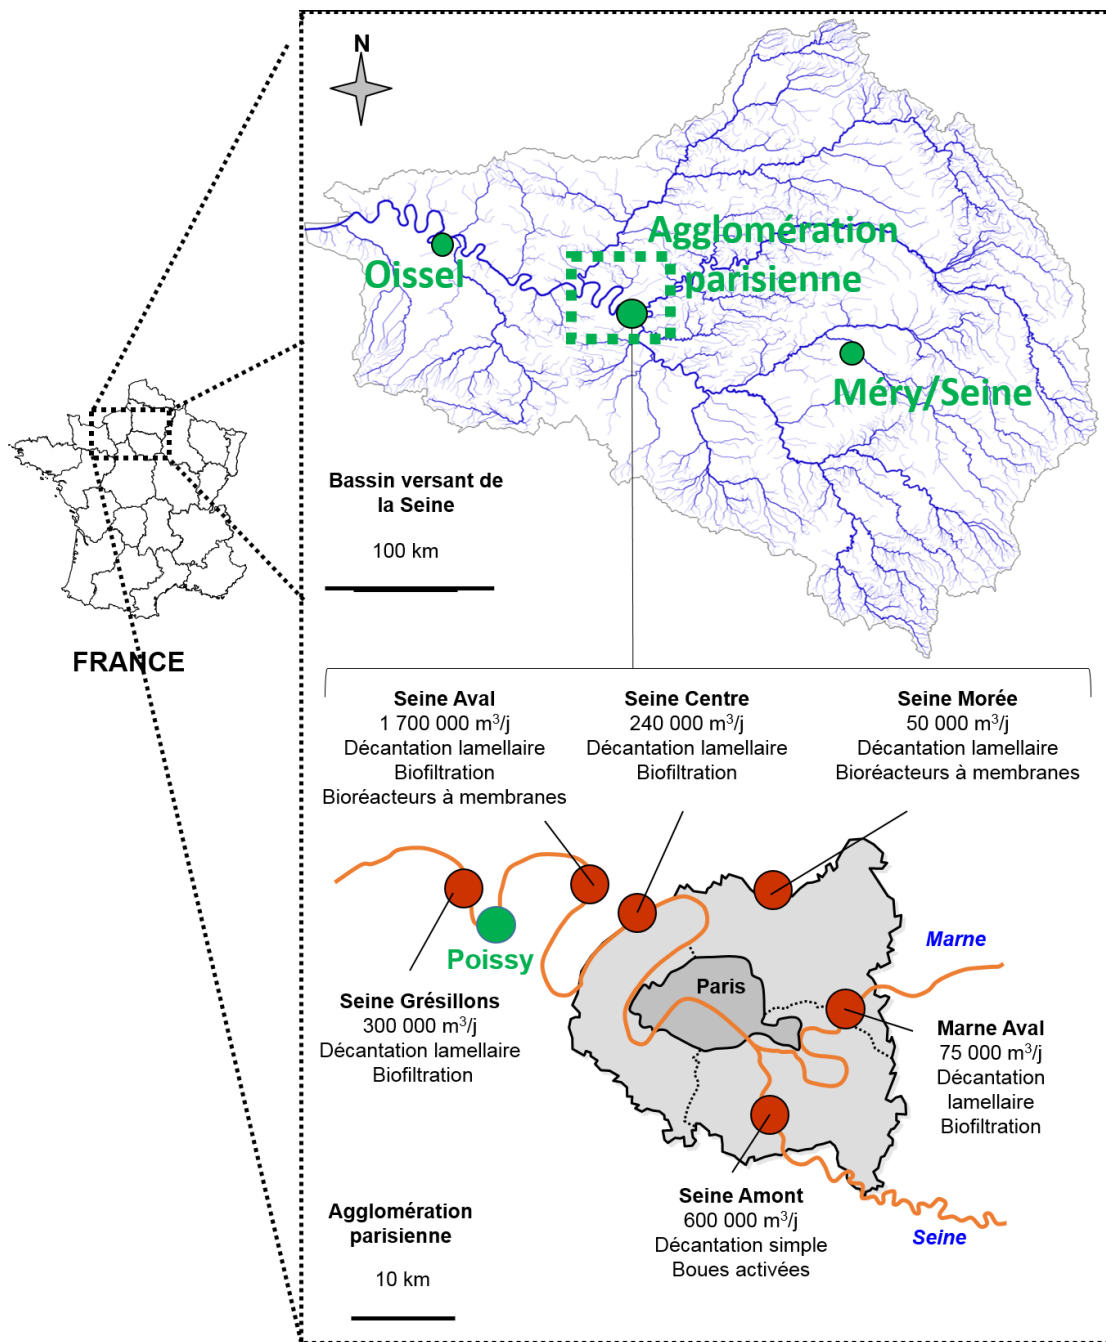 N
Agglomération
parisienne
Oissel
Méry/Seine
Bassin versant de
la Seine
100 km
FRANCE
Seine Aval
1 700 000 m³/j
Décantation lamellaire
Biofiltration
Bioréacteurs à membranes
Seine Centre
240 000 m³/j
Décantation lamellaire
Biofiltration
Seine Morée
50 000 m³/j
Décantation lamellaire
Bioréacteurs à membranes
Poissy
Paris
Marne
Seine Grésillons
300 000 m³/j
Décantation lamellaire
Biofiltration
Marne Aval
75 000 m³/j
Décantation
lamellaire
Biofiltration
Seine Amont
600 000 m³/j
Décantation simple
Boues activées
Seine
Agglomération
parisienne
10 km